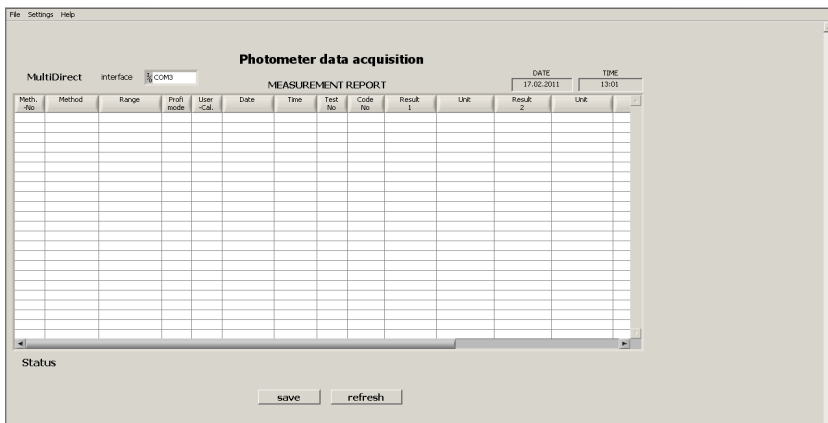 File Settings Help
Photometer data acquisition
MultiDirect interface COM3
DATE TIME
MEASUREMENT REPORT
17.02.2011 13:01
Meth. -No Method Range Profi mode User -Cal. Date Time Test No Code No Result 1 Unit Result 2 Unit
Status
save refresh